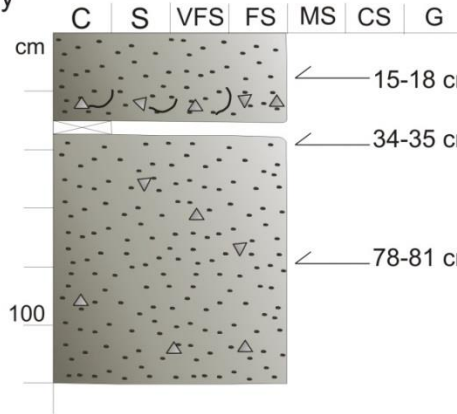 y
C S VFS FS MS CS G
cm
15-18 c
34-35 c
78-81 c
100